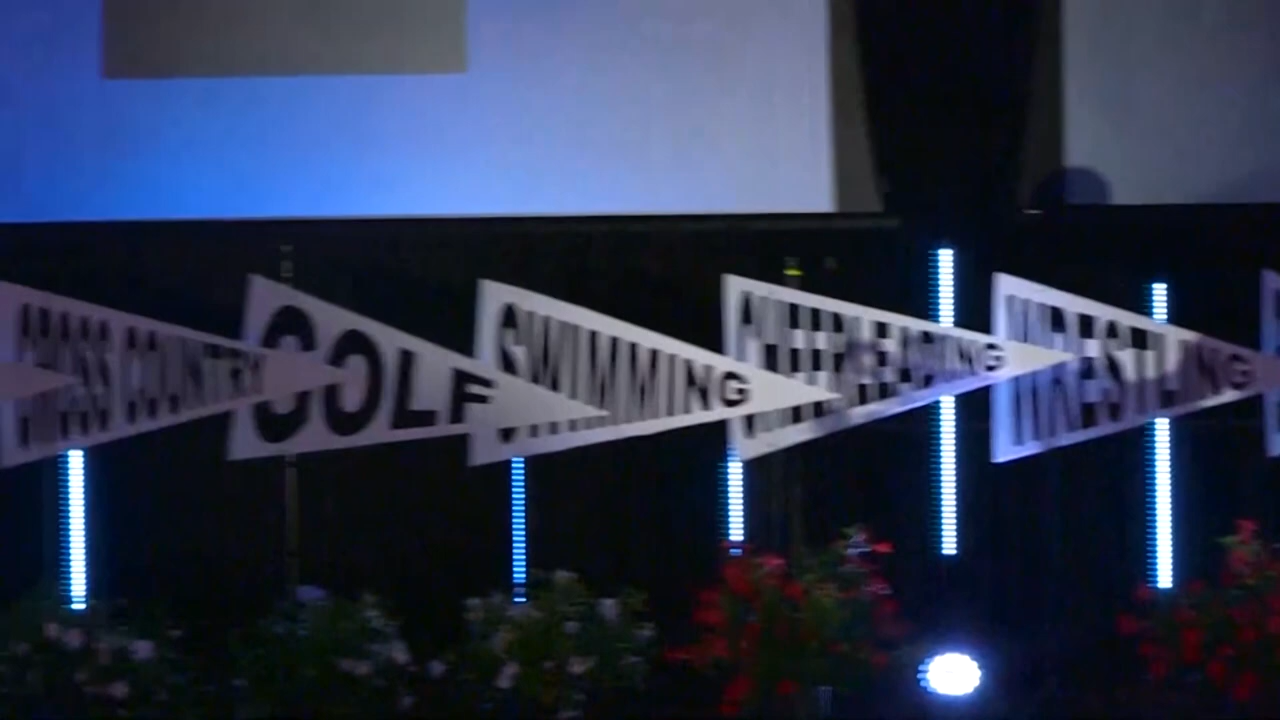 CROSS COUNTRY
GOLF
SWIMMING
CHEERLEADING
WRESTLING